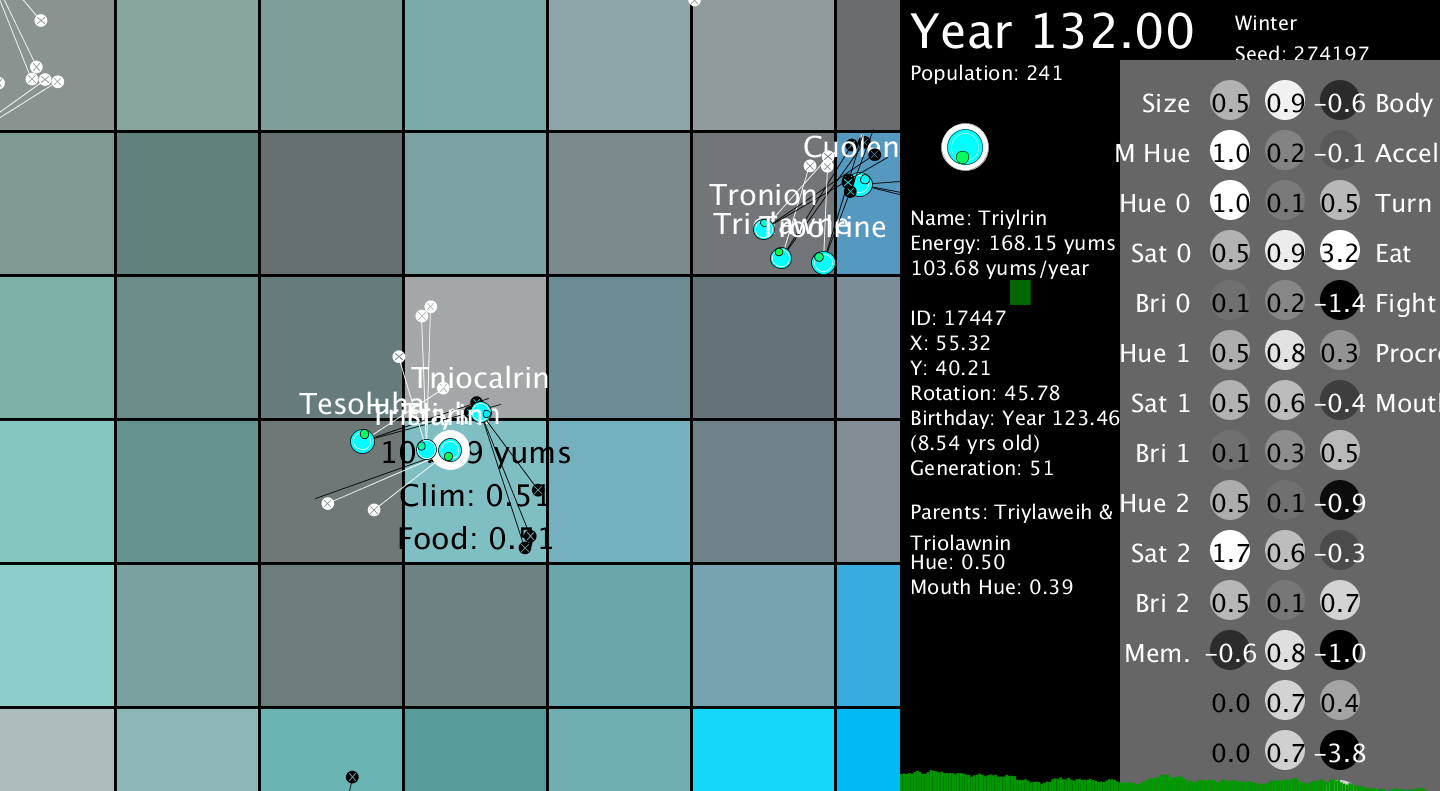 Year 132.00
Winter
Seed: 274197
Population: 241
Name: Triylrin
Energy: 168.15 yums
103.68 yums/year
ID: 17447
X: 55.32
Y: 40.21
Rotation: 45.78
Birthday: Year 123.46
(8.54 yrs old)
Generation: 51
Parents: Triylaweih &
Triolawnin
Hue: 0.50
Mouth Hue: 0.39
Size 0.5 0.9 -0.6 Body
M Hue 1.0 0.2 -0.1 Accel
Hue 0 1.0 0.1 0.5 Turn
Sat 0 0.5 0.9 3.2 Eat
Bri 0 0.1 0.2 -1.4 Fight
Hue 1 0.5 0.8 0.3 Procre
Sat 1 0.5 0.6 -0.4 Mouth
Bri 1 0.1 0.3 0.5
Hue 2 0.5 0.1 -0.9
Sat 2 1.7 0.6 -0.3
Bri 2 0.5 0.1 0.7
Mem. -0.6 0.8 -1.0
0.0 0.7 0.4
0.0 0.7 -3.8
Cuolen
Tronion
Tniocalrin
yums
Clim: 0.51
Food: 0.51